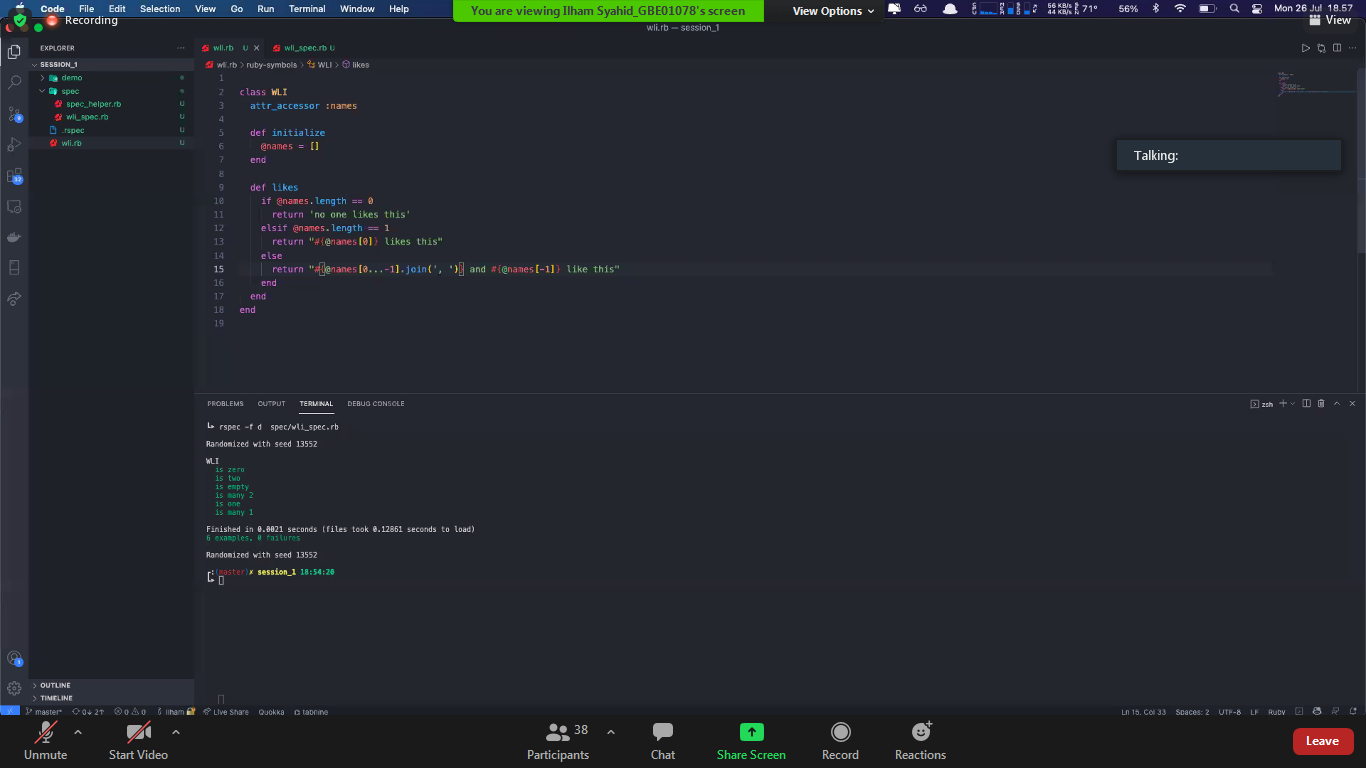 Code File Edit Selection View Go Run Terminal Window Help
You are viewing Ilham Syahid_GBE01078's screen
View Options
56 KB/s
44 KB/s
71°
56%
Mon 26 Jul 18.57
Recording
wli.rb — session_1
View
EXPLORER
SESSION_1
demo
spec
spec_helper.rb U
wli_spec.rb U
.rspec U
wli.rb U
OUTLINE
TIMELINE
wli.rb U
wli_spec.rb U
wli.rb > ruby-symbols > WLI > likes
1
2 class WLI
3 attr_accessor :names
4
5 def initialize
6 @names = []
7 end
8
9 def likes
10 if @names.length == 0
11 return 'no one likes this'
12 elsif @names.length == 1
13 return "#{@names[0]} likes this"
14 else
15 return "#{@names[0...-1].join(', ')} and #{@names[-1]} like this"
16 end
17 end
18 end
19
Talking:
PROBLEMS OUTPUT TERMINAL DEBUG CONSOLE
zsh
rspec -f d spec/wli_spec.rb
Randomized with seed 13552
WLI
is zero
is two
is empty
is many 2
is one
is many 1
Finished in 0.0021 seconds (files took 0.12861 seconds to load)
6 examples, 0 failures
Randomized with seed 13552
(master)✗ session_1 18:54:20
master* 0↓ 2↑ 0 0 Ilham Live Share Quokka tabnine
Ln 15, Col 33 Spaces: 2 UTF-8 LF Ruby
Unmute
Start Video
Participants 38
Chat
Share Screen
Record
Reactions
Leave